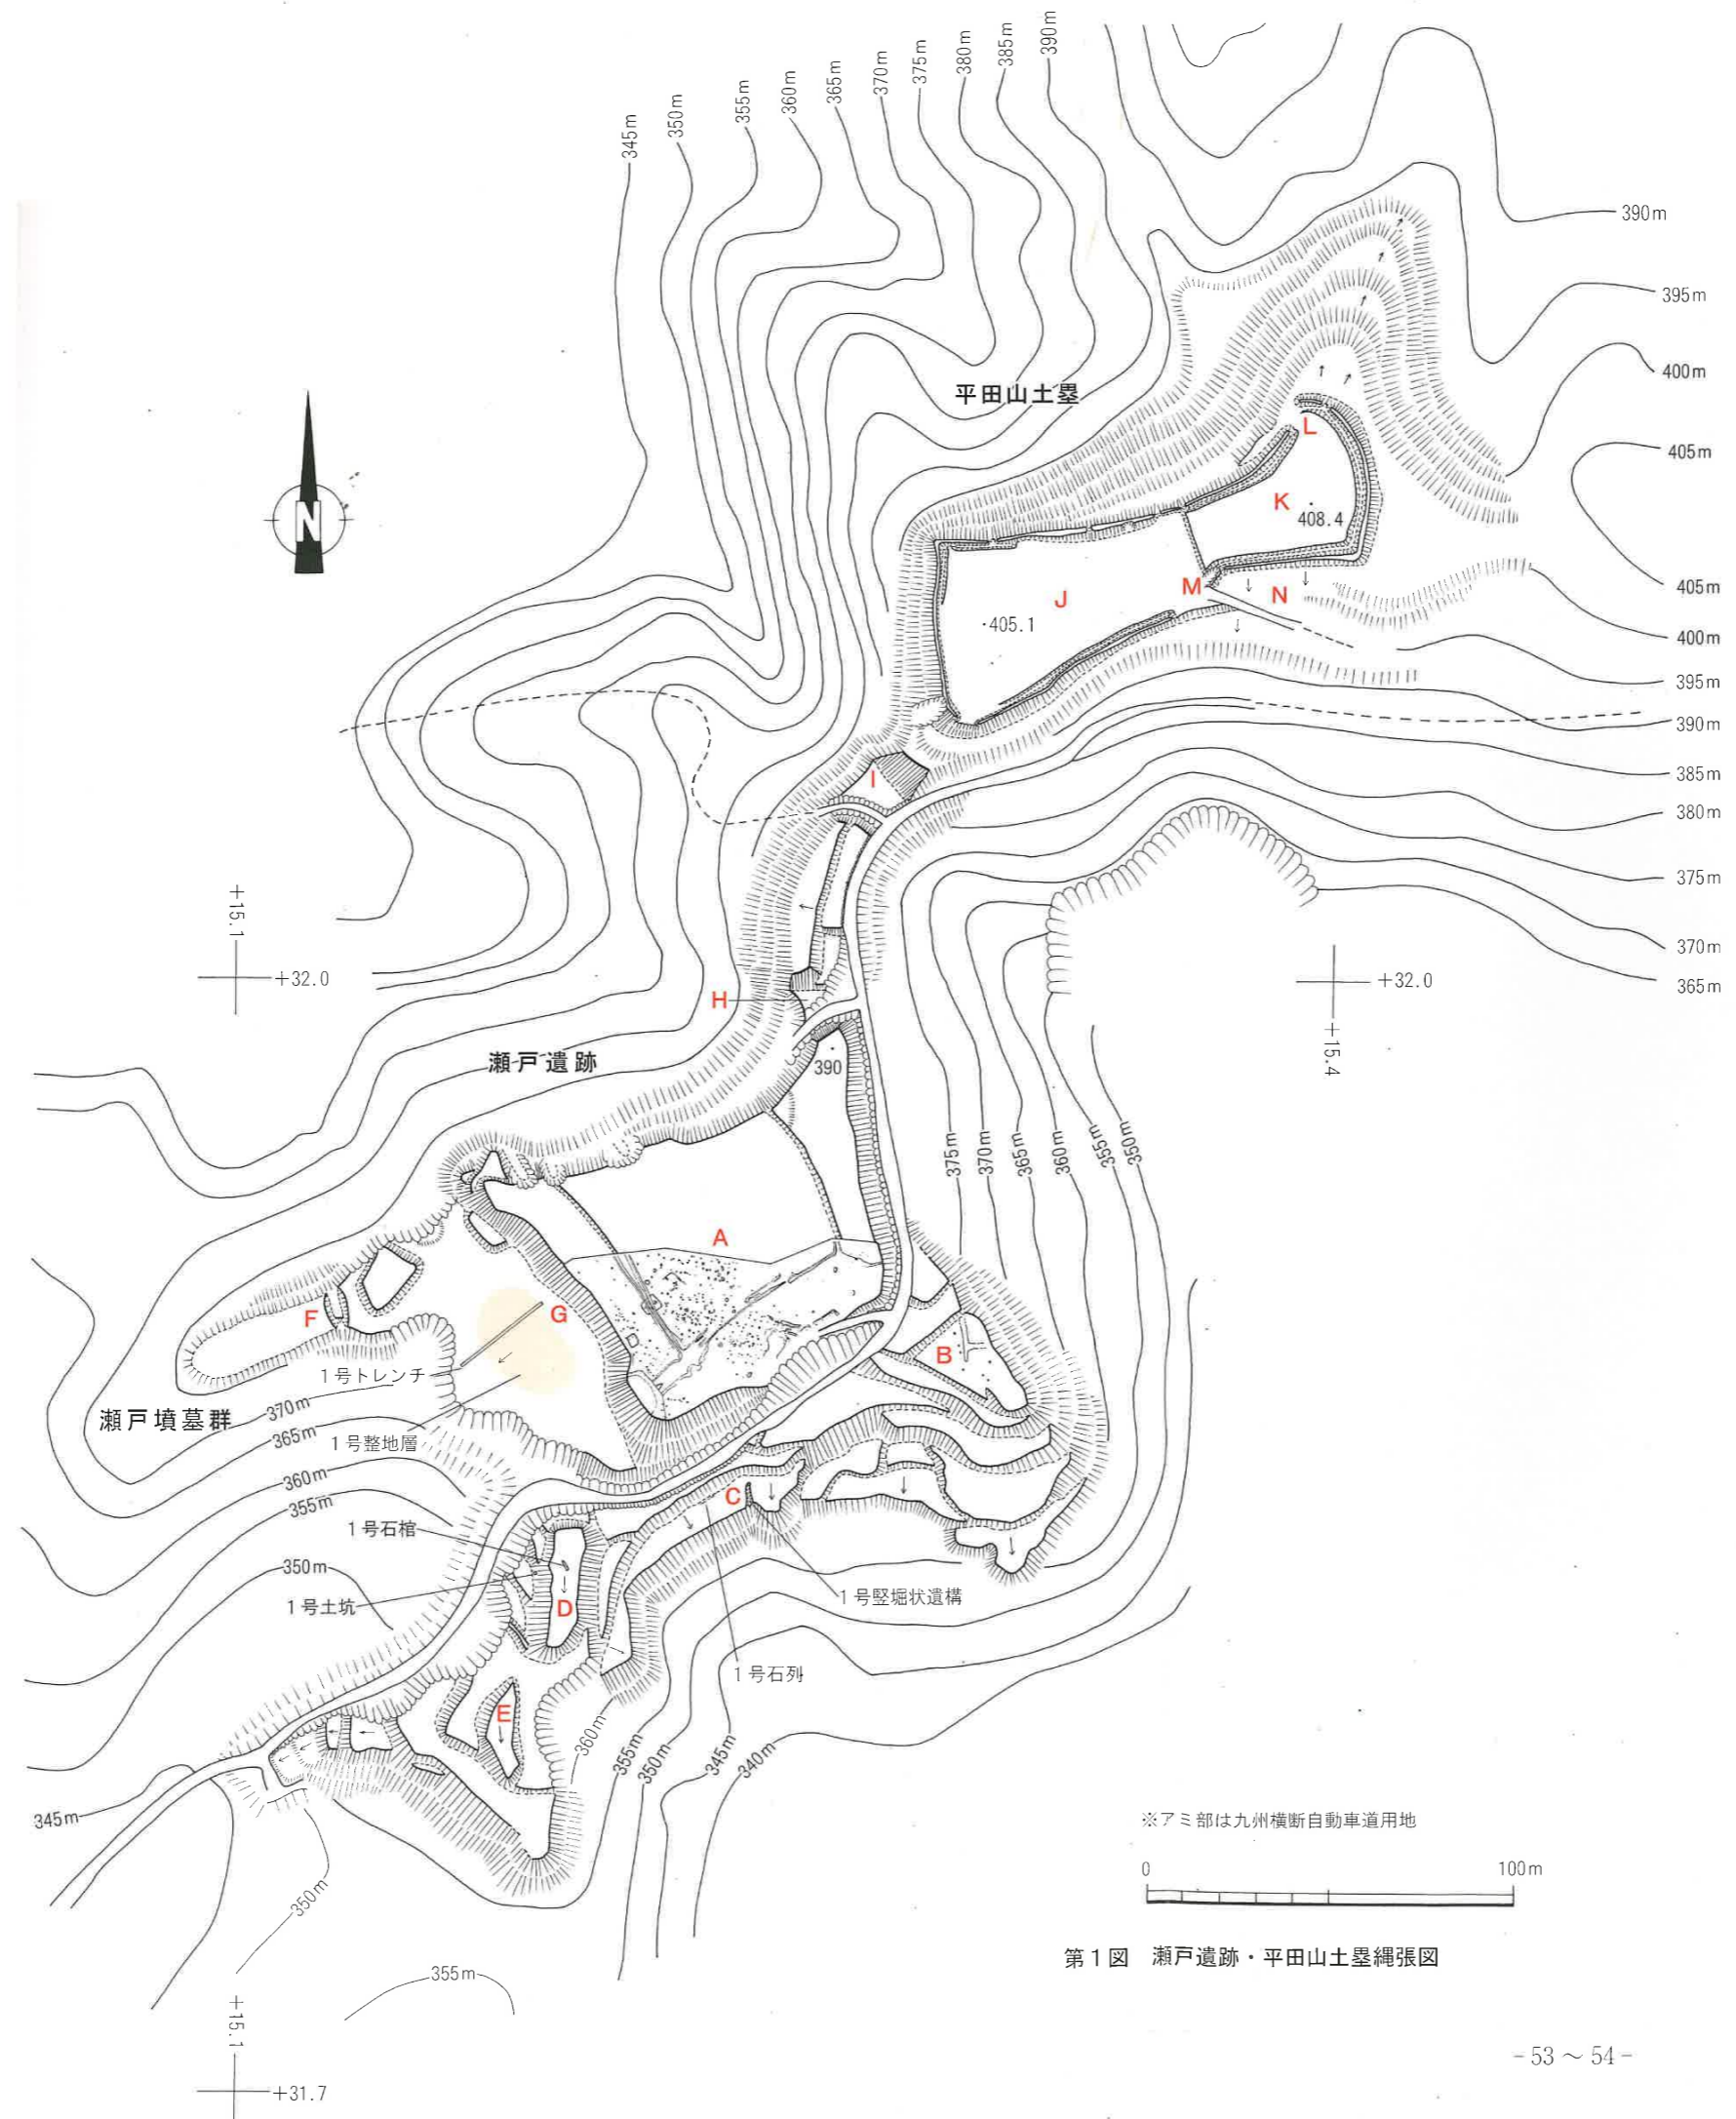 345m
350m
355m
360m
365m
370m
375m
380m
385m
390m
390m
395m
400m
405m
405m
400m
395m
390m
385m
380m
375m
370m
365m
平田山土塁
L
K
408.4
M
N
J
405.1
I
N
+15.1
+32.0
+32.0
+15.4
H
瀬戸遺跡
390
375m
370m
365m
360m
355m
350m
A
B
G
F
1号トレンチ
瀬戸墳墓群
370m
365m
1号整地層
360m
355m
C
1号石棺
350m
1号土坑
D
1号竪堀状遺構
1号石列
E
360m
355m
350m
345m
340m
345m
350m
355m
※アミ部は九州横断自動車道用地
0 100m
第1図 瀬戸遺跡・平田山土塁縄張図
+15.1
+31.7
-53～54-